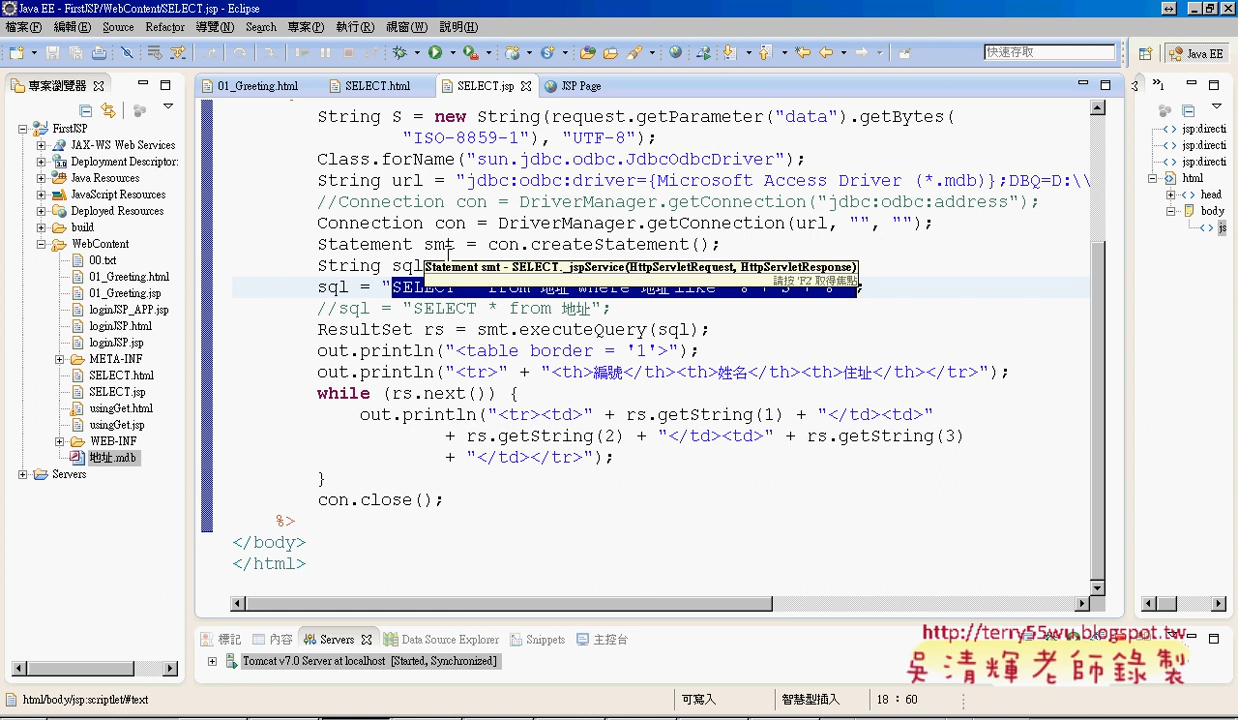 Java EE - FirstJSP/WebContent/SELECT.jsp - Eclipse
檔案(F) 編輯(E) Source Refactor 導覽(N) Search 專案(P) 執行(R) 視窗(W) 說明(H)
快速存取
Java EE
專案瀏覽器
FirstJSP
JAX-WS Web Services
Deployment Descriptor:
Java Resources
JavaScript Resources
Deployed Resources
build
WebContent
00.txt
01_Greeting.html
01_Greeting.jsp
loginJSP_APP.jsp
loginJSP.html
loginJSP.jsp
META-INF
SELECT.html
SELECT.jsp
usingGet.html
usingGet.jsp
WEB-INF
地址.mdb
Servers
01_Greeting.html SELECT.html SELECT.jsp JSP Page
String S = new String(request.getParameter("data").getBytes(
"ISO-8859-1"), "UTF-8");
Class.forName("sun.jdbc.odbc.JdbcOdbcDriver");
String url = "jdbc:odbc:driver={Microsoft Access Driver (*.mdb)};DBQ=D:\\
//Connection con = DriverManager.getConnection("jdbc:odbc:address");
Connection con = DriverManager.getConnection(url, "", "");
Statement smt = con.createStatement();
String sql
Statement smt - SELECT._jspService(HttpServletRequest, HttpServletResponse)
請按 'F2' 取得焦點
sql = "SELECT * from 地址 where 地址 like
//sql = "SELECT * from 地址";
ResultSet rs = smt.executeQuery(sql);
out.println("<table border = '1'>");
out.println("<tr>" + "<th>編號</th><th>姓名</th><th>住址</th></tr>");
while (rs.next()) {
out.println("<tr><td>" + rs.getString(1) + "</td><td>"
+ rs.getString(2) + "</td><td>" + rs.getString(3)
+ "</td></tr>");
}
con.close();
%>
</body>
</html>
1
jsp:directi
jsp:directi
jsp:directi
html
head
body
js
標記 內容 Servers Data Source Explorer Snippets 主控台
Tomcat v7.0 Server at localhost [Started, Synchronized]
http://terry55wu.blogspot.tw
吳清輝老師錄製
html/body/jsp:scriptlet/#text
可寫入
智慧型插入
18 : 60